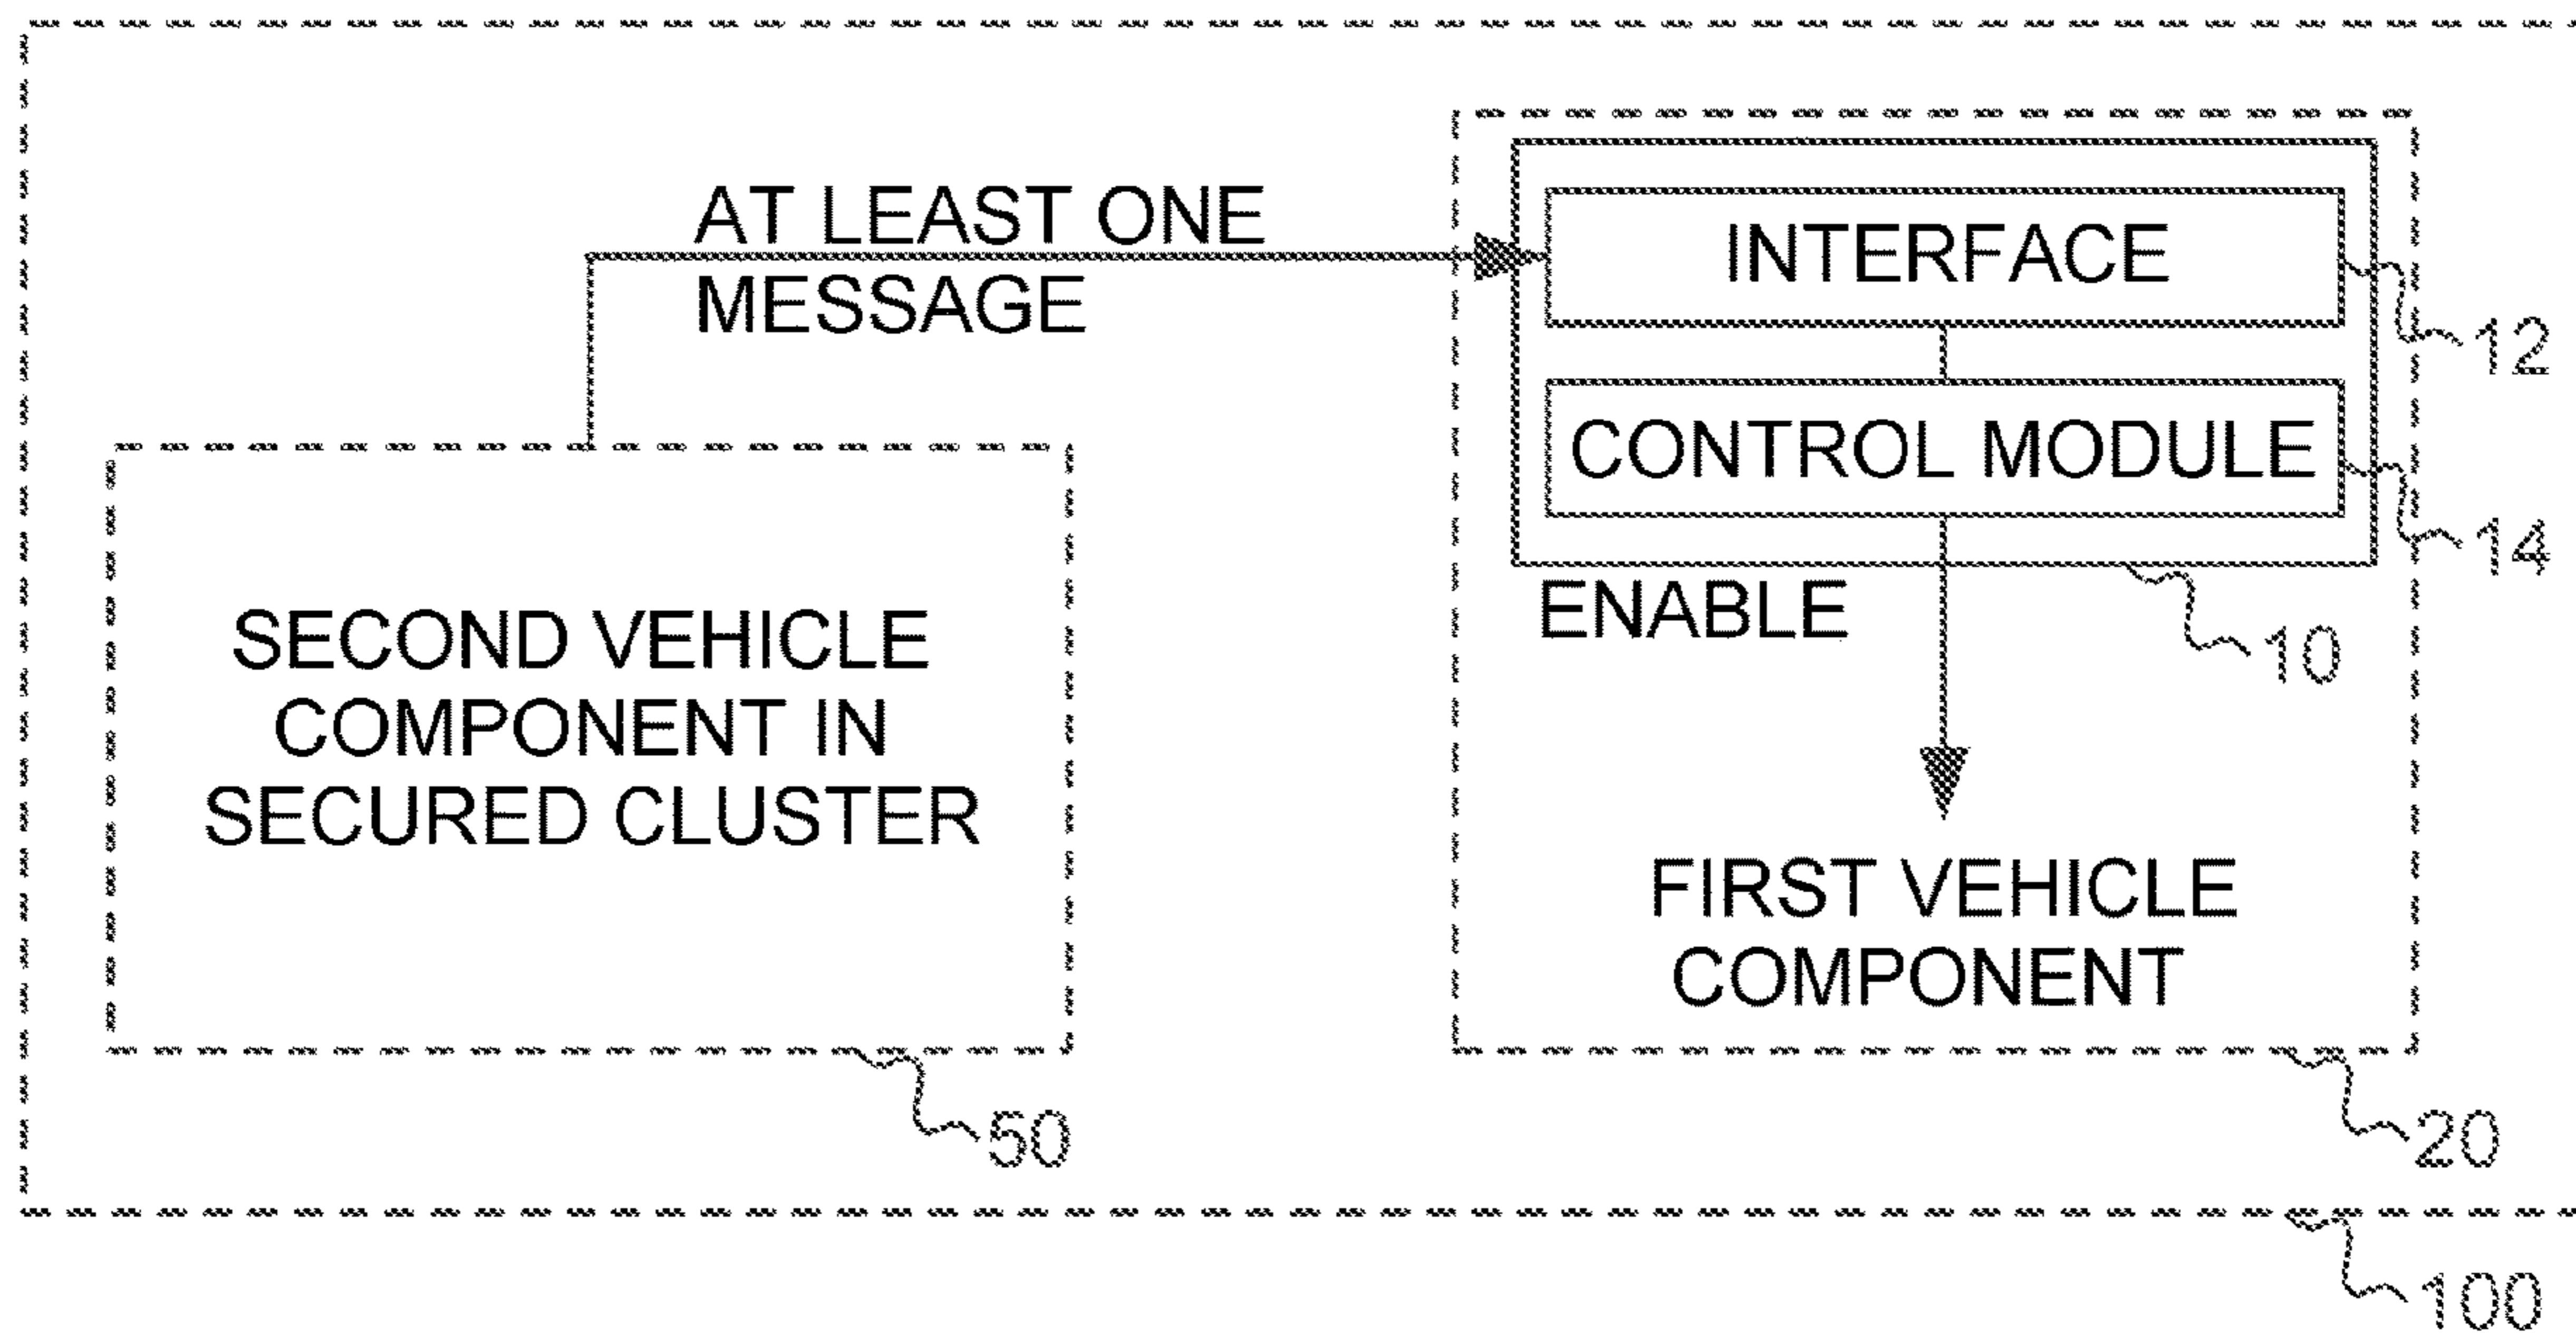 AT LEAST ONE
MESSAGE
INTERFACE
12
CONTROL MODULE
14
ENABLE
10
SECOND VEHICLE
COMPONENT IN
SECURED CLUSTER
FIRST VEHICLE
COMPONENT
50
20
100